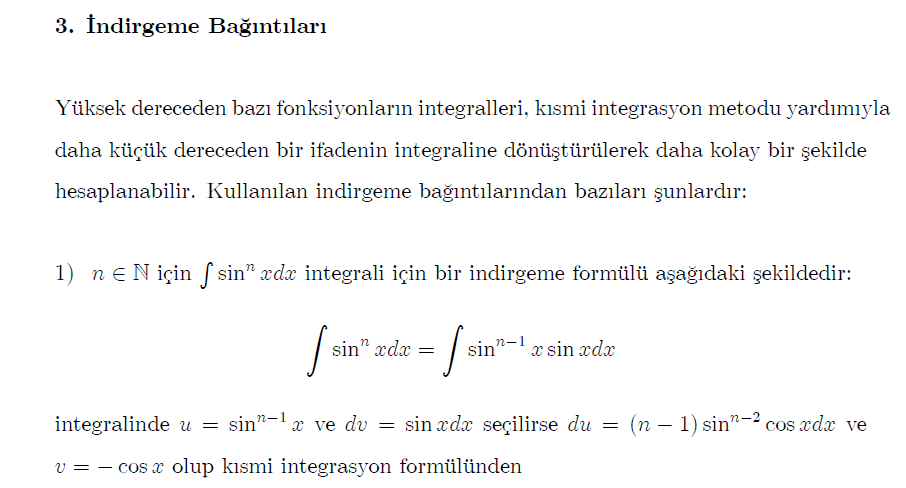 3. İndirgeme Bağıntıları
Yüksek dereceden bazı fonksiyonların integralleri, kısmi integrasyon metodu yardımıyla
daha küçük dereceden bir ifadenin integraline dönüştürülerek daha kolay bir şekilde
hesaplanabilir. Kullanılan indirgeme bağıntılarından bazıları şunlardır:
1) n ∈ ℕ için ∫ sinⁿ xdx integrali için bir indirgeme formülü aşağıdaki şekildedir:
∫ sinⁿ xdx = ∫ sinⁿ⁻¹ x sin xdx
integralinde u = sinⁿ⁻¹ x ve dv = sin xdx seçilirse du = (n − 1) sinⁿ⁻² cos xdx ve
v = − cos x olup kısmi integrasyon formülünden